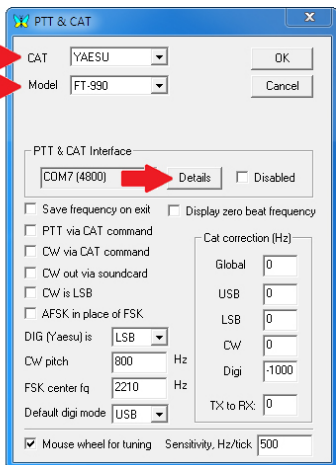 PTT & CAT
CAT YAESU OK
Model FT-990 Cancel
PTT & CAT Interface
COM7 (4800) Details Disabled
Save frequency on exit Display zero beat frequency
PTT via CAT command
CW via CAT command
CW out via soundcard
CW is LSB
AFSK in place of FSK
DIG (Yaesu) is LSB
CW pitch 800 Hz
FSK center fq 2210 Hz
Default digi mode USB
Cat correction (Hz)
Global 0
USB 0
LSB 0
CW 0
Digi -1000
TX to RX: 0
Mouse wheel for tuning Sensitivity, Hz/tick 500